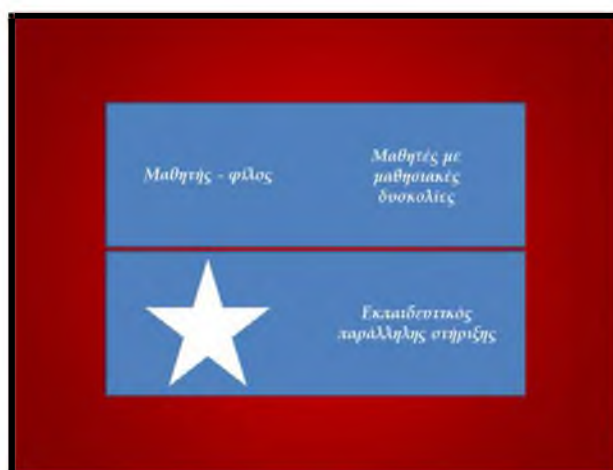 Μαθητής - φίλος
Μαθητές με
μαθησιακές
δυσκολίες
Εκπαιδευτικός
παράλληλης στήριξης